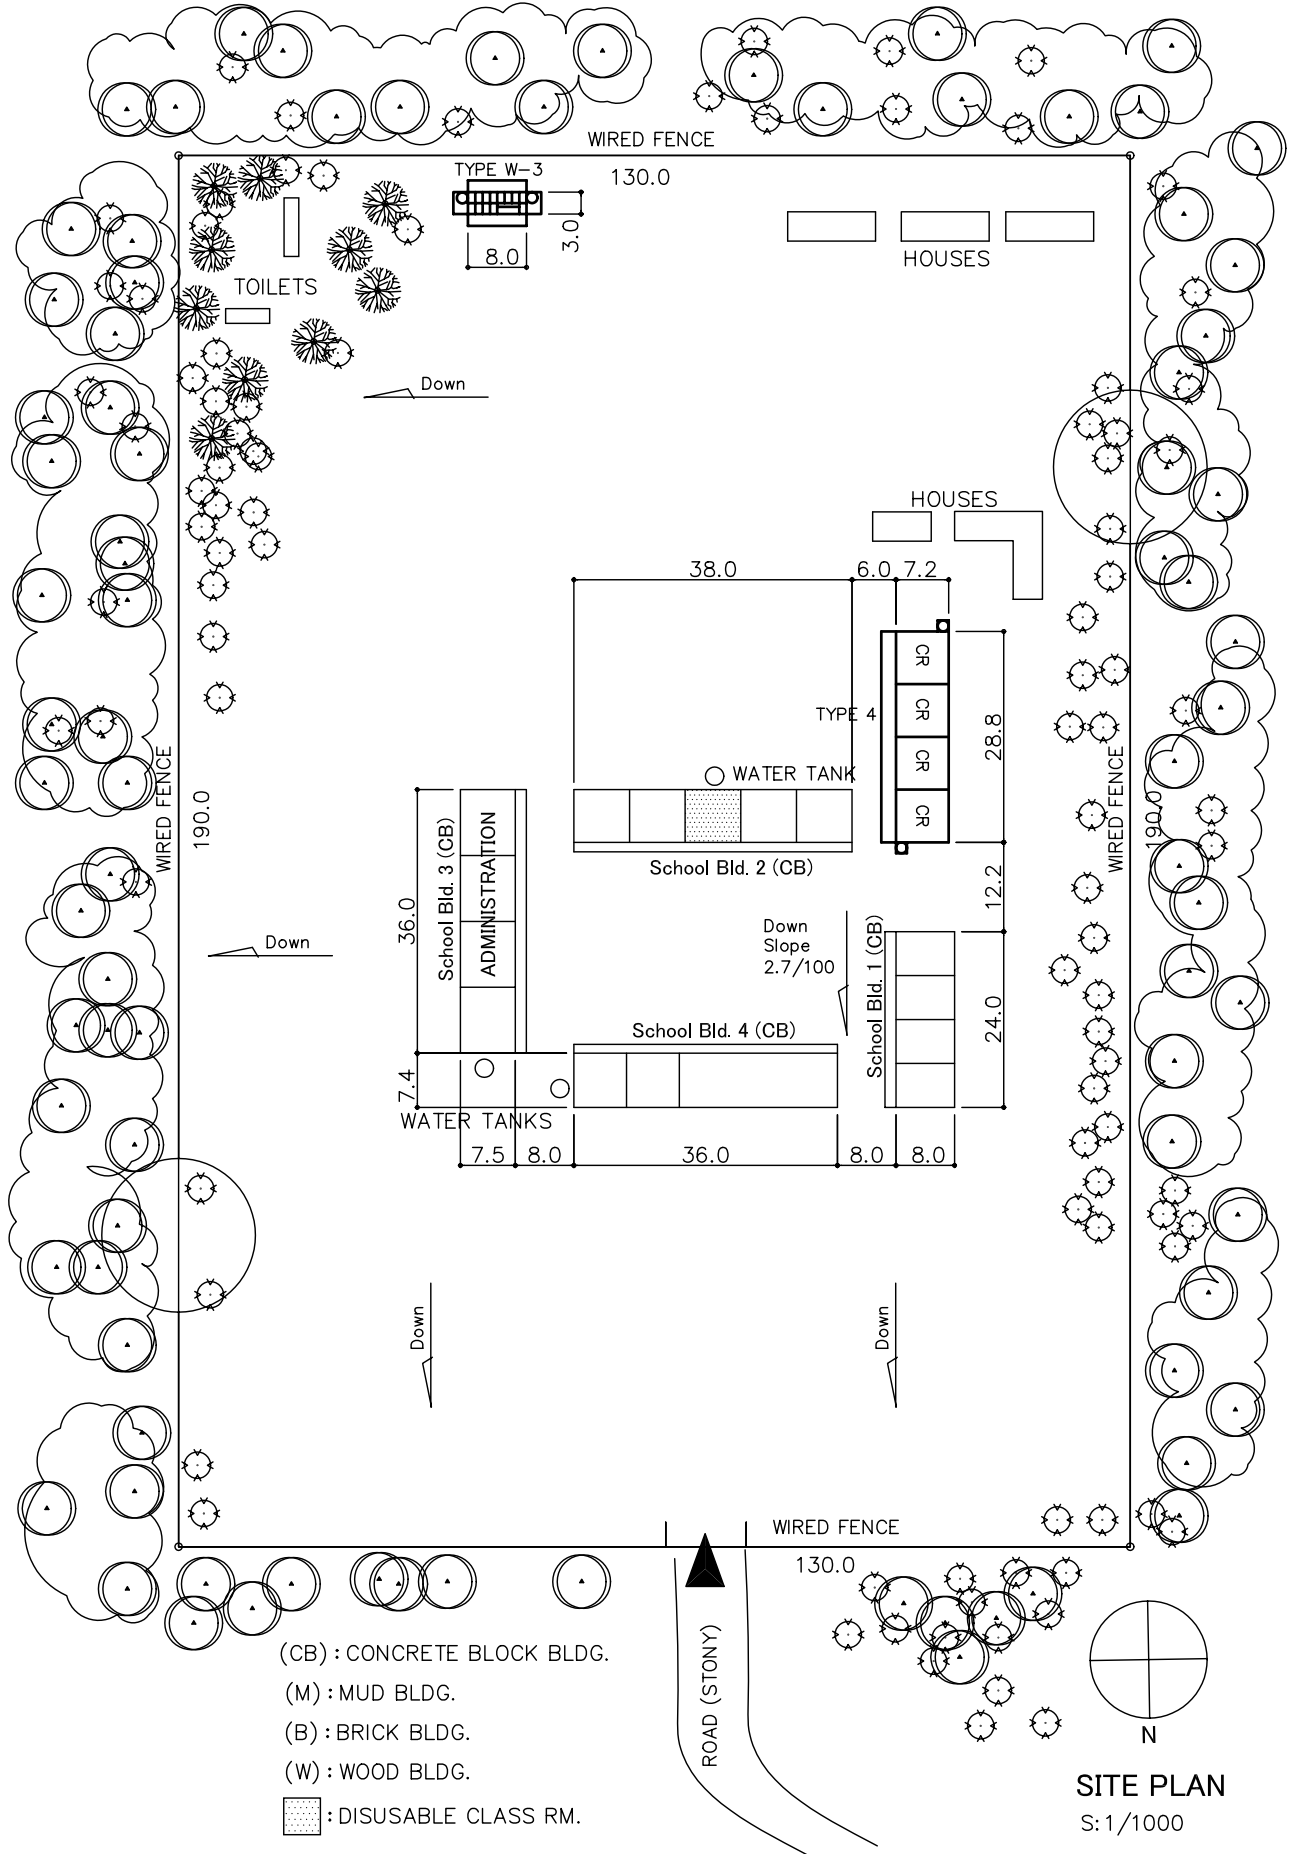 WIRED FENCE
130.0
TYPE W-3
3.0
8.0
TOILETS
HOUSES
Down
HOUSES
38.0
6.0
7.2
CR
CR
CR
CR
TYPE 4
28.8
WATER TANK
WIRED FENCE
190.0
WIRED FENCE
190.0
School Bld. 3 (CB)
ADMINISTRATION
School Bld. 2 (CB)
36.0
12.2
Down
Slope
2.7/100
School Bld. 1 (CB)
Down
School Bld. 4 (CB)
24.0
7.4
WATER TANKS
7.5
8.0
36.0
8.0
8.0
Down
Down
WIRED FENCE
130.0
ROAD (STONY)
(CB) : CONCRETE BLOCK BLDG.
(M) : MUD BLDG.
(B) : BRICK BLDG.
(W) : WOOD BLDG.
: DISUSABLE CLASS RM.
N
SITE PLAN
S:1/1000